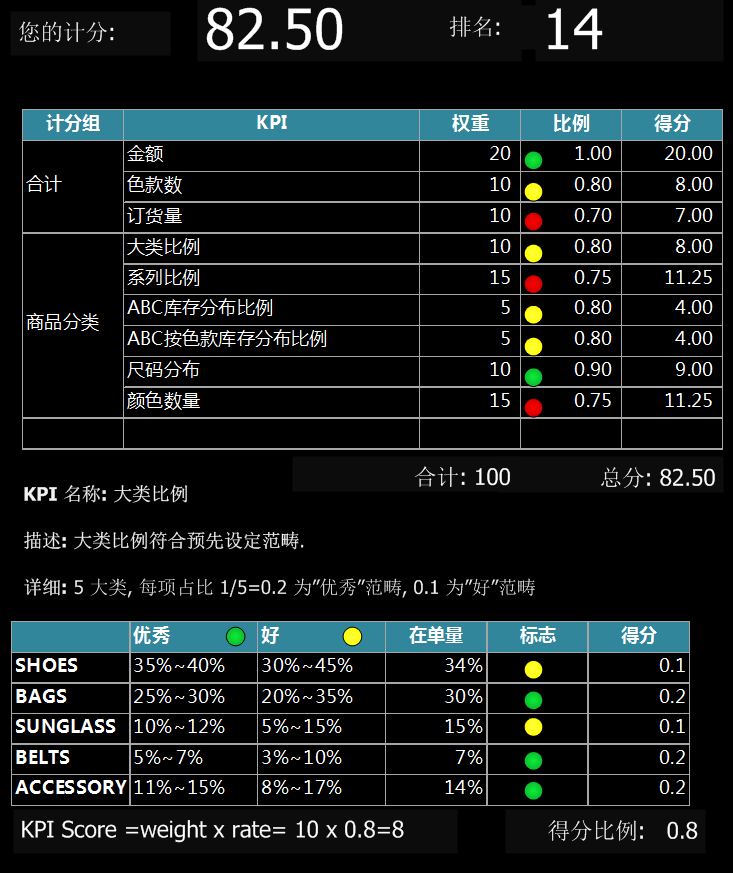 您的计分: 82.50 排名: 14
计分组 KPI 权重 比例 得分
合计 金额 20 1.00 20.00
色款数 10 0.80 8.00
订货量 10 0.70 7.00
商品分类 大类比例 10 0.80 8.00
系列比例 15 0.75 11.25
ABC库存分布比例 5 0.80 4.00
ABC按色款库存分布比例 5 0.80 4.00
尺码分布 10 0.90 9.00
颜色数量 15 0.75 11.25
合计: 100 总分: 82.50
KPI 名称: 大类比例
描述: 大类比例符合预先设定范畴.
详细: 5 大类, 每项占比 1/5=0.2 为”优秀”范畴, 0.1 为”好”范畴
优秀 好 在单量 标志 得分
SHOES 35%~40% 30%~45% 34% 0.1
BAGS 25%~30% 20%~35% 30% 0.2
SUNGLASS 10%~12% 5%~15% 15% 0.1
BELTS 5%~7% 3%~10% 7% 0.2
ACCESSORY 11%~15% 8%~17% 14% 0.2
KPI Score =weight x rate= 10 x 0.8=8 得分比例: 0.8